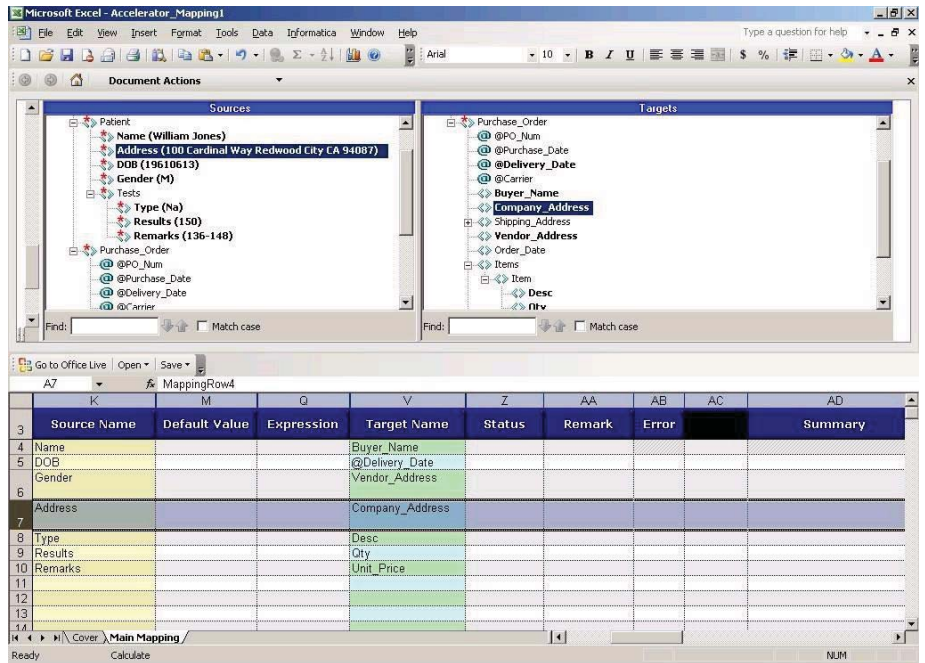 Microsoft Excel - Accelerator_Mapping1
File Edit View Insert Format Tools Data Informatica Window Help Type a question for help
Arial 10 B I U $ %
Document Actions
Sources Targets
Patient
Name (William Jones)
Address (100 Cardinal Way Redwood City CA 94087)
DOB (19610613)
Gender (M)
Tests
Type (Na)
Results (150)
Remarks (136-148)
Purchase_Order
@PO_Num
@Purchase_Date
@Delivery_Date
@Carrier
Find: Match case
Purchase_Order
@PO_Num
@Purchase_Date
@Delivery_Date
@Carrier
Buyer_Name
Company_Address
Shipping_Address
Vendor_Address
Order_Date
Items
Item
Desc
Qty
Find: Match case
Go to Office Live Open Save
A7 fx MappingRow4
K M Q V Z AA AB AC AD
3 Source Name Default Value Expression Target Name Status Remark Error Summary
4 Name Buyer_Name
5 DOB @Delivery_Date
6 Gender Vendor_Address
7 Address Company_Address
8 Type Desc
9 Results Qty
10 Remarks Unit_Price
11
12
13
14
Cover Main Mapping
Ready Calculate NUM